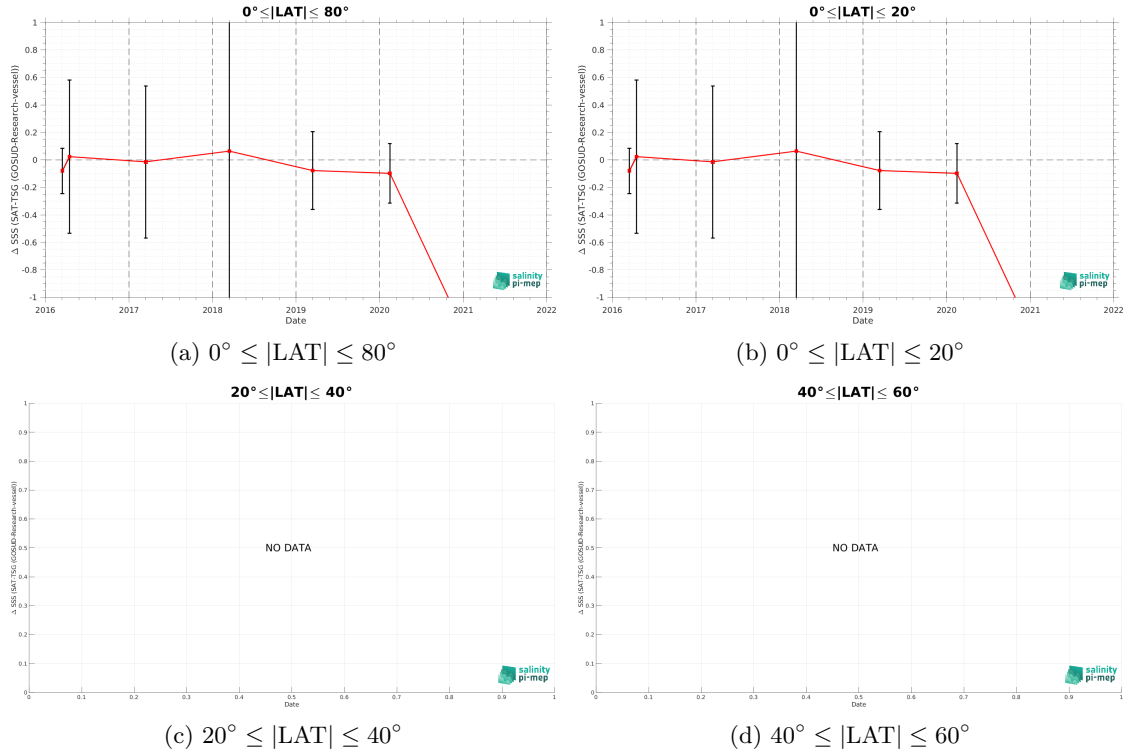 0°≤|LAT|≤ 80°
Δ SSS (SAT-TSG (GOSUD-Research-vessel))
1
0.8
0.6
0.4
0.2
0
-0.2
-0.4
-0.6
-0.8
-1
2016 2017 2018 2019 2020 2021 2022
Date
salinity
pi-mep
(a) 0° ≤ |LAT| ≤ 80°
0°≤|LAT|≤ 20°
Δ SSS (SAT-TSG (GOSUD-Research-vessel))
1
0.8
0.6
0.4
0.2
0
-0.2
-0.4
-0.6
-0.8
-1
2016 2017 2018 2019 2020 2021 2022
Date
salinity
pi-mep
(b) 0° ≤ |LAT| ≤ 20°
20°≤|LAT|≤ 40°
Δ SSS (SAT-TSG (GOSUD-Research-vessel))
1
0.9
0.8
0.7
0.6
0.5
0.4
0.3
0.2
0.1
0
NO DATA
0 0.1 0.2 0.3 0.4 0.5 0.6 0.7 0.8 0.9 1
Date
salinity
pi-mep
(c) 20° ≤ |LAT| ≤ 40°
40°≤|LAT|≤ 60°
Δ SSS (SAT-TSG (GOSUD-Research-vessel))
1
0.9
0.8
0.7
0.6
0.5
0.4
0.3
0.2
0.1
0
NO DATA
0 0.1 0.2 0.3 0.4 0.5 0.6 0.7 0.8 0.9 1
Date
salinity
pi-mep
(d) 40° ≤ |LAT| ≤ 60°